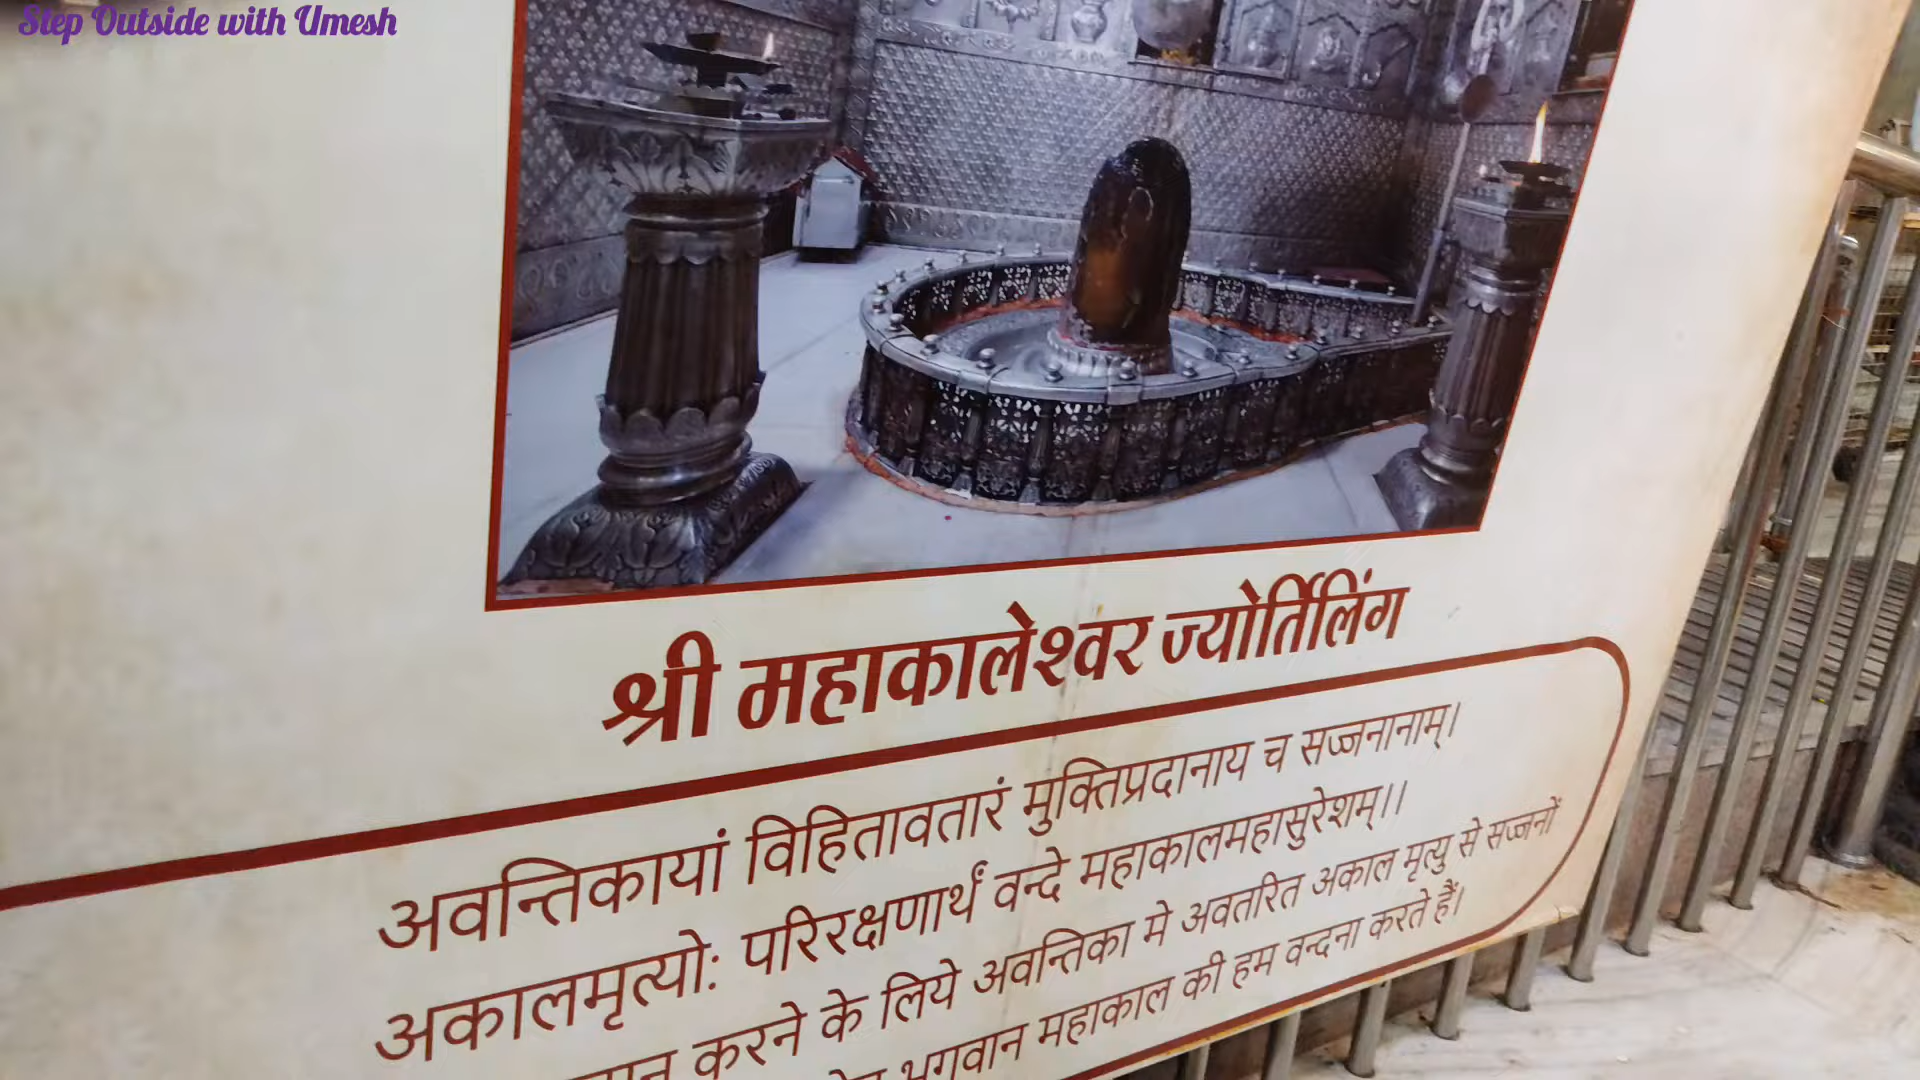 Step Outside with Umesh
श्री महाकालेश्वर ज्योर्तिलिंग
अवन्तिकायां विहितावतारं मुक्तिप्रदानाय च सज्जनानाम्।
अकालमृत्योः परिरक्षणार्थं वन्दे महाकालमहासुरेशम्।।
करने के लिये अवन्तिका मे अवतरित अकाल मृत्यु से सज्जनों
भगवान महाकाल की हम वन्दना करते हैं।